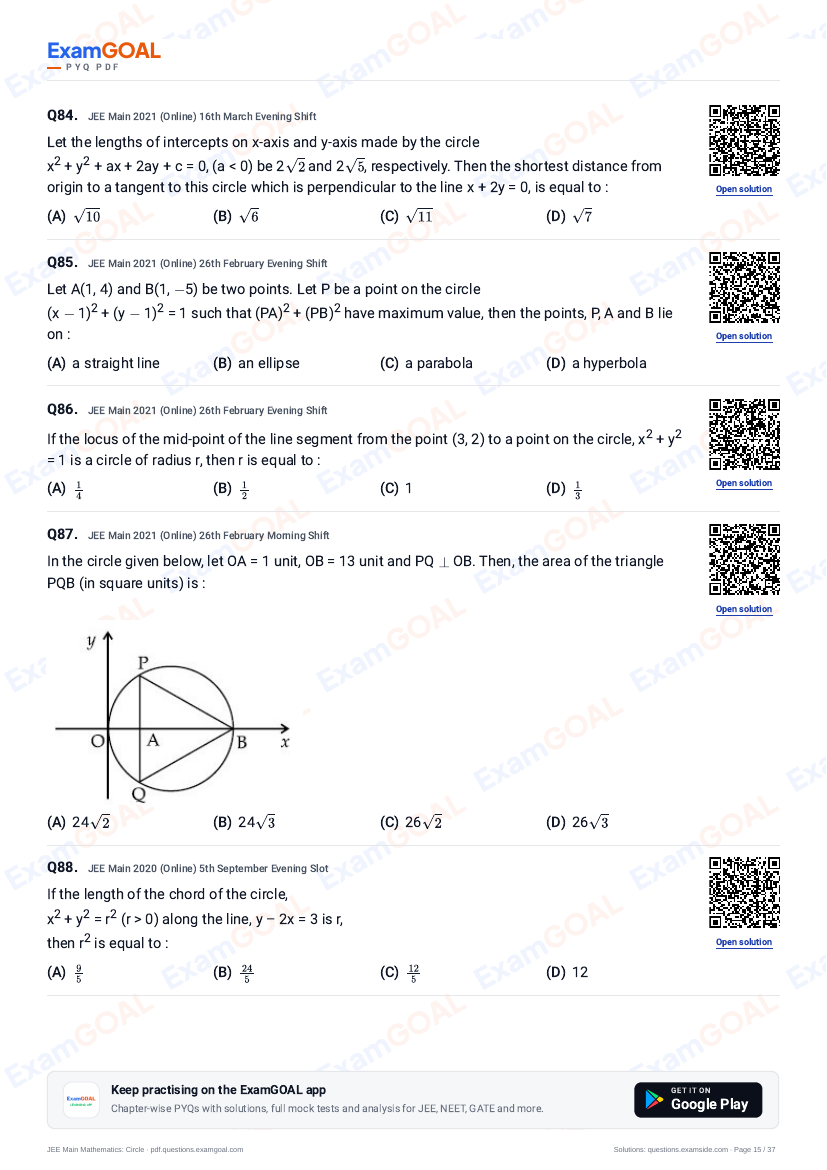 ExamGOAL
PYQ PDF
Q84. JEE Main 2021 (Online) 16th March Evening Shift
Let the lengths of intercepts on x-axis and y-axis made by the circle
x² + y² + ax + 2ay + c = 0, (a < 0) be 2√2 and 2√5, respectively. Then the shortest distance from
origin to a tangent to this circle which is perpendicular to the line x + 2y = 0, is equal to :
(A) √10 (B) √6 (C) √11 (D) √7
Open solution
Q85. JEE Main 2021 (Online) 26th February Evening Shift
Let A(1, 4) and B(1, −5) be two points. Let P be a point on the circle
(x − 1)² + (y − 1)² = 1 such that (PA)² + (PB)² have maximum value, then the points, P, A and B lie
on :
(A) a straight line (B) an ellipse (C) a parabola (D) a hyperbola
Open solution
Q86. JEE Main 2021 (Online) 26th February Evening Shift
If the locus of the mid-point of the line segment from the point (3, 2) to a point on the circle, x² + y²
= 1 is a circle of radius r, then r is equal to :
(A) 1/4 (B) 1/2 (C) 1 (D) 1/3
Open solution
Q87. JEE Main 2021 (Online) 26th February Morning Shift
In the circle given below, let OA = 1 unit, OB = 13 unit and PQ ⊥ OB. Then, the area of the triangle
PQB (in square units) is :
Open solution
y
P
O A B x
Q
(A) 24√2 (B) 24√3 (C) 26√2 (D) 26√3
Q88. JEE Main 2020 (Online) 5th September Evening Slot
If the length of the chord of the circle,
x² + y² = r² (r > 0) along the line, y − 2x = 3 is r,
then r² is equal to :
(A) 9/5 (B) 24/5 (C) 12/5 (D) 12
Open solution
ExamGOAL
Keep practising on the ExamGOAL app
Chapter-wise PYQs with solutions, full mock tests and analysis for JEE, NEET, GATE and more.
GET IT ON
Google Play
JEE Main Mathematics: Circle · pdf.questions.examgoal.com
Solutions: questions.examside.com · Page 15 / 37